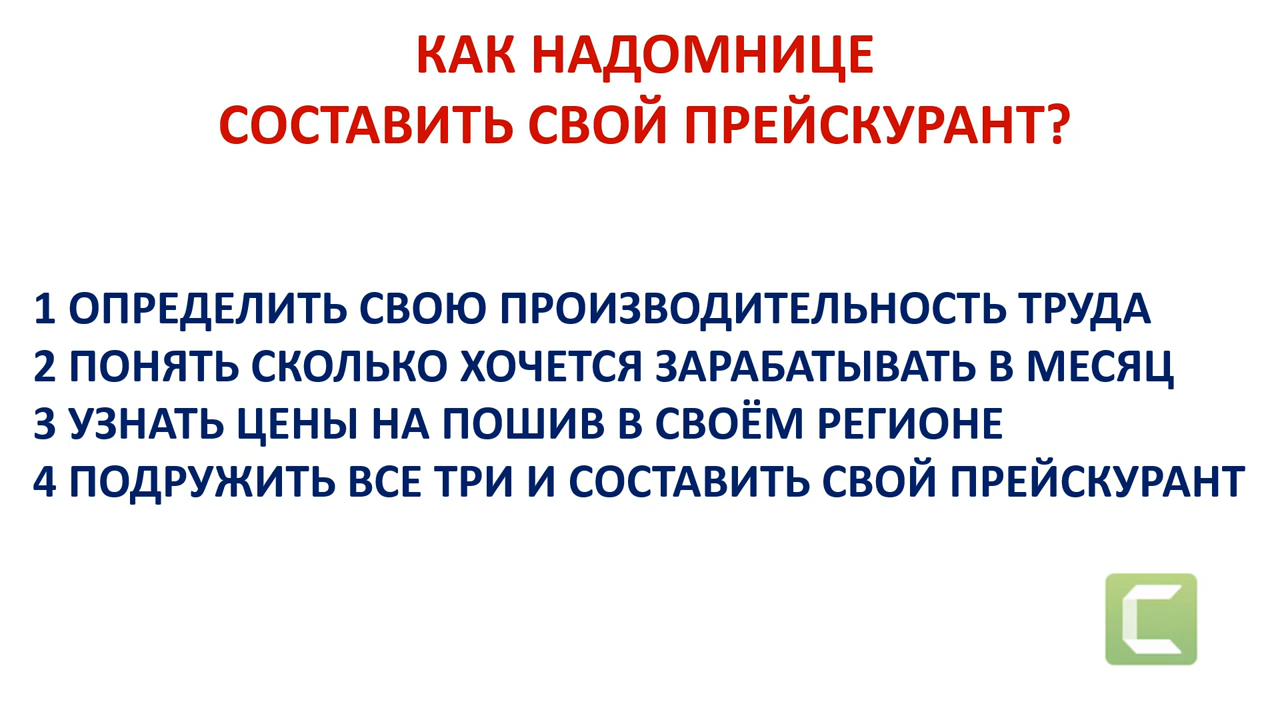 КАК НАДОМНИЦЕ
СОСТАВИТЬ СВОЙ ПРЕЙСКУРАНТ?
1 ОПРЕДЕЛИТЬ СВОЮ ПРОИЗВОДИТЕЛЬНОСТЬ ТРУДА
2 ПОНЯТЬ СКОЛЬКО ХОЧЕТСЯ ЗАРАБАТЫВАТЬ В МЕСЯЦ
3 УЗНАТЬ ЦЕНЫ НА ПОШИВ В СВОЁМ РЕГИОНЕ
4 ПОДРУЖИТЬ ВСЕ ТРИ И СОСТАВИТЬ СВОЙ ПРЕЙСКУРАНТ